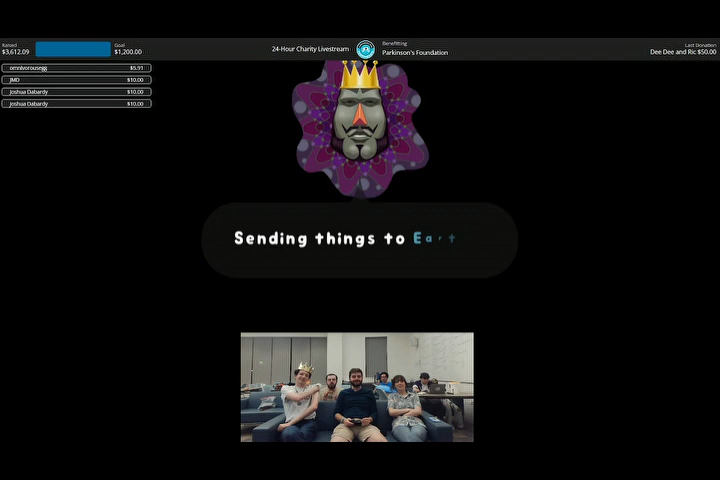 Raised
$3,612.09
Goal
$1,200.00
24-Hour Charity Livestream
Benefitting
Parkinson's Foundation
Last Donation
Dee Dee and Ric $50.00
omnivorousegg $5.91
JMD $10.00
Joshua Dabardy $10.00
Joshua Dabardy $10.00
Sending things to Eart